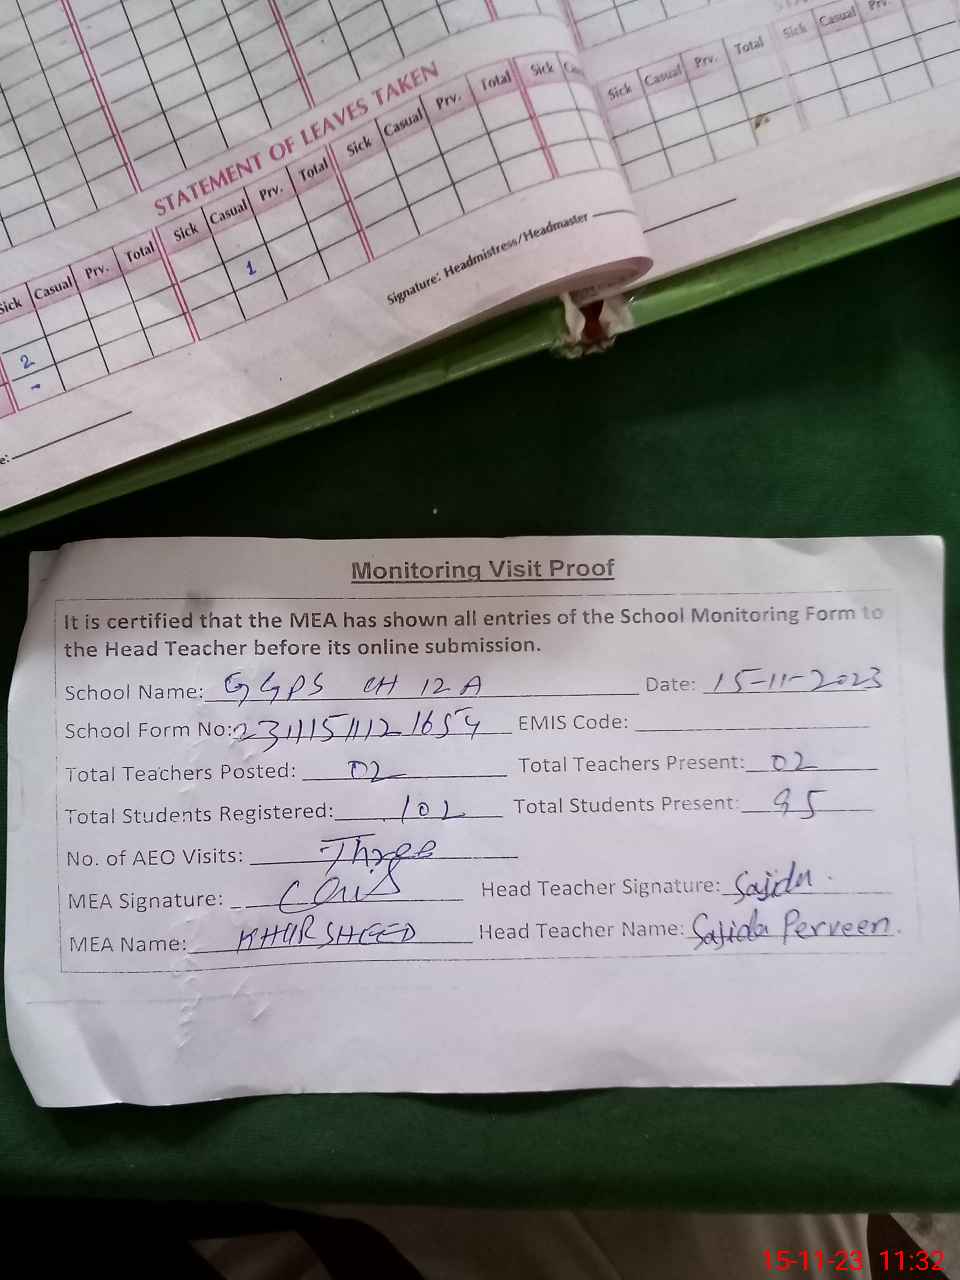 Sick Casual Prv. Total Sick Casual Prv.
STATEMENT OF LEAVES TAKEN
Sick Casual Prv. Total Sick Casual Prv. Total Sick Casual Prv. Total Sick
1
2
-
Signature: Headmistress/Headmaster
Monitoring Visit Proof
It is certified that the MEA has shown all entries of the School Monitoring Form to
the Head Teacher before its online submission.
School Name: GGPS CH 12 A Date: 15-11-2023
School Form No: EMIS Code:
Total Teachers Posted: 02 Total Teachers Present: 02
Total Students Registered: 102 Total Students Present: 95
No. of AEO Visits: Three
MEA Signature: Head Teacher Signature: Sajida.
MEA Name: KHURSHEED Head Teacher Name: Sajida Perveen.
15-11-23 11:32